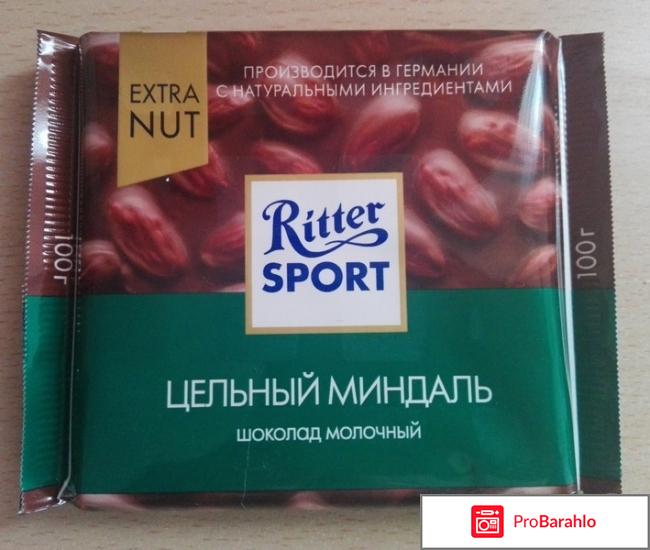 EXTRA
NUT
ПРОИЗВОДИТСЯ В ГЕРМАНИИ
С НАТУРАЛЬНЫМИ ИНГРЕДИЕНТАМИ
Ritter
SPORT
100г
100г
ЦЕЛЬНЫЙ МИНДАЛЬ
ШОКОЛАД МОЛОЧНЫЙ
ProBarahlo